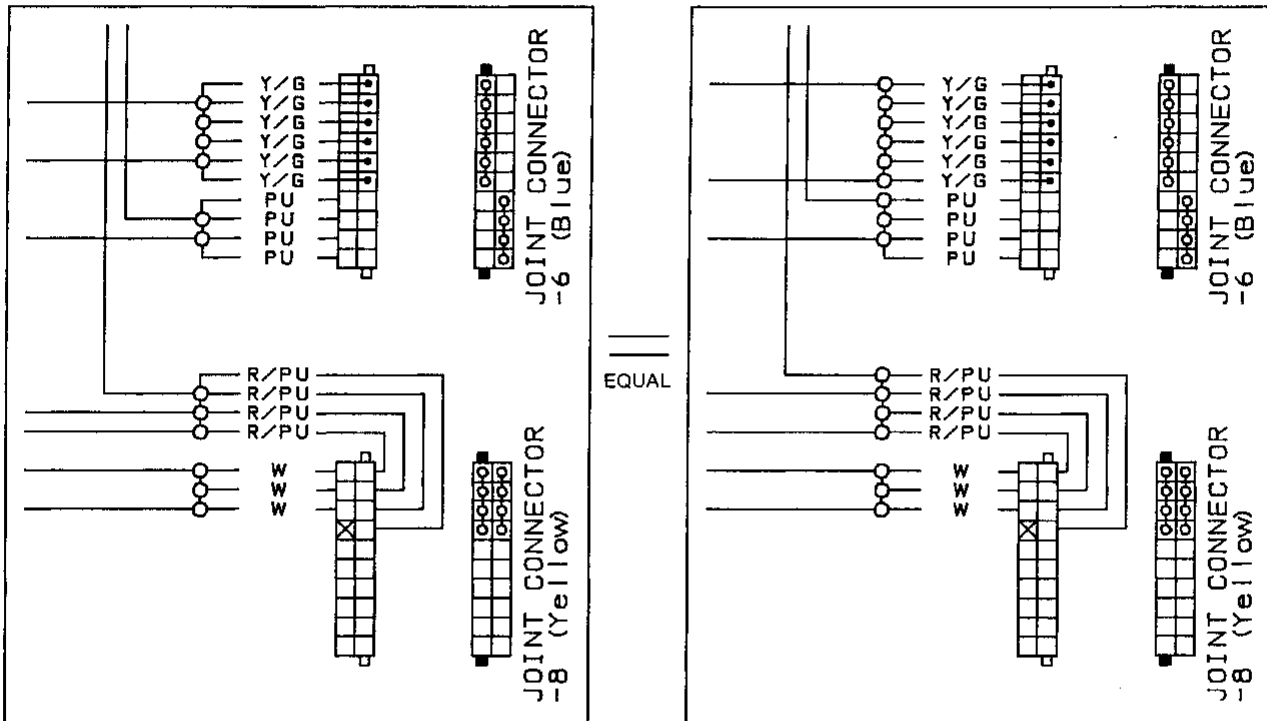 Y/G
Y/G
Y/G
Y/G
Y/G
Y/G
PU
PU
PU
PU
JOINT CONNECTOR
-6 (Blue)
R/PU
R/PU
R/PU
R/PU
W
W
W
JOINT CONNECTOR
-8 (Yellow)
EQUAL
Y/G
Y/G
Y/G
Y/G
Y/G
Y/G
PU
PU
PU
PU
JOINT CONNECTOR
-6 (Blue)
R/PU
R/PU
R/PU
R/PU
W
W
W
JOINT CONNECTOR
-8 (Yellow)